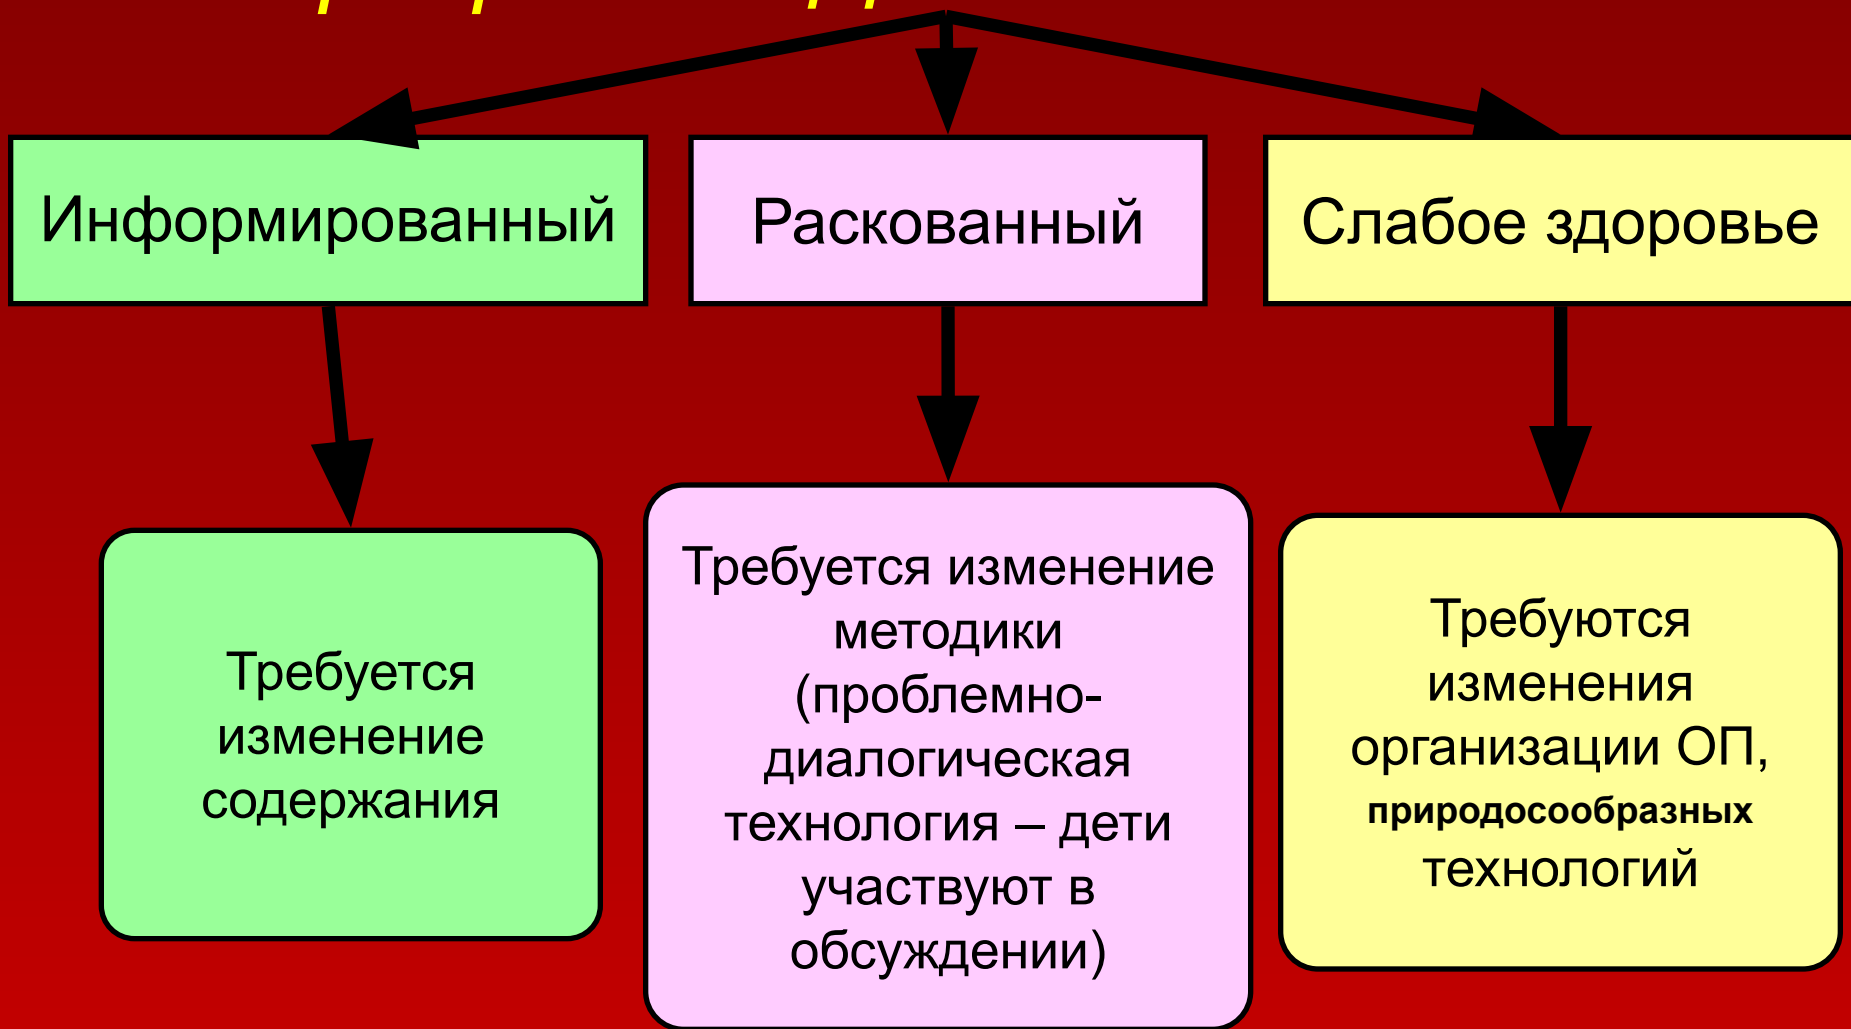 Информированный
Раскованный
Слабое здоровье
Требуется
изменение
содержания
Требуется изменение
методики
(проблемно-
диалогическая
технология – дети
участвуют в
обсуждении)
Требуются
изменения
организации ОП,
природосообразных
технологий